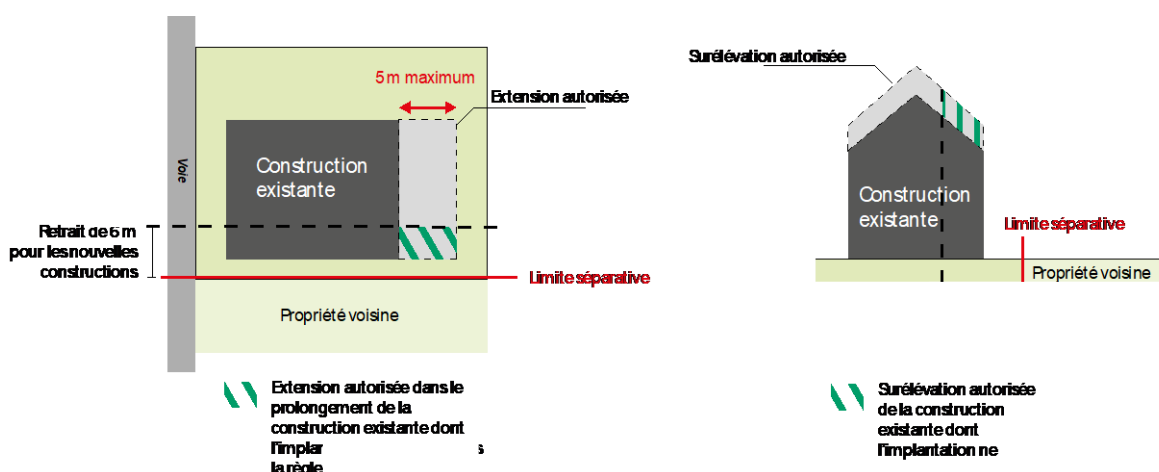 5 m maximum
Extension autorisée
Voie
Construction
existante
Retrait de 6 m
pour les nouvelles
constructions
Limite séparative
Propriété voisine
Extension autorisée dans le
prolongement de la
construction existante dont
l'implar s
la règle
Surélévation autorisée
Construction
existante
Limite séparative
Propriété voisine
Surélévation autorisée
de la construction
existante dont
l'implantation ne